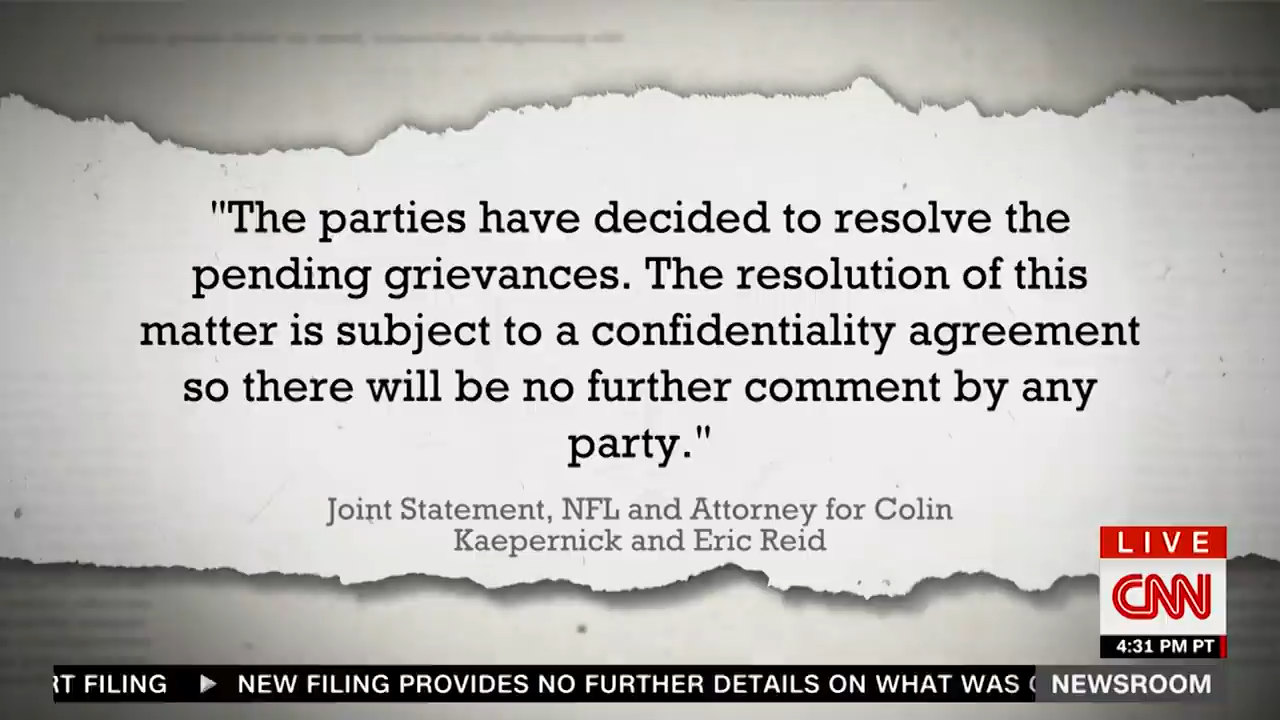 "The parties have decided to resolve the
pending grievances. The resolution of this
matter is subject to a confidentiality agreement
so there will be no further comment by any
party."
Joint Statement, NFL and Attorney for Colin
Kaepernick and Eric Reid
LIVE
CNN
4:31 PM PT
FILING ▶ NEW FILING PROVIDES NO FURTHER DETAILS ON WHAT WAS
NEWSROOM